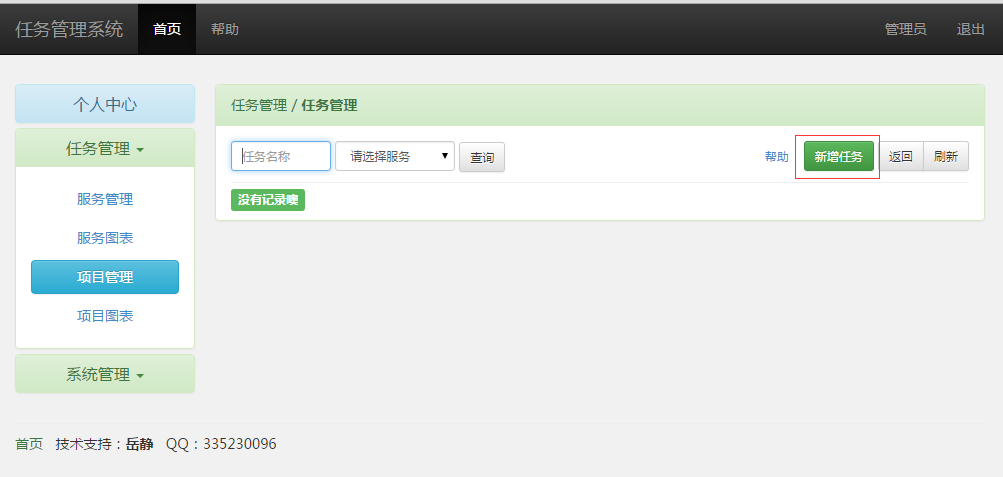 任务管理系统 首页 帮助 管理员 退出
个人中心
任务管理
服务管理
服务图表
项目管理
项目图表
系统管理
任务管理 / 任务管理
任务名称 请选择服务 查询 帮助 新增任务 返回 刷新
没有记录噢
首页 技术支持：岳静 QQ：335230096